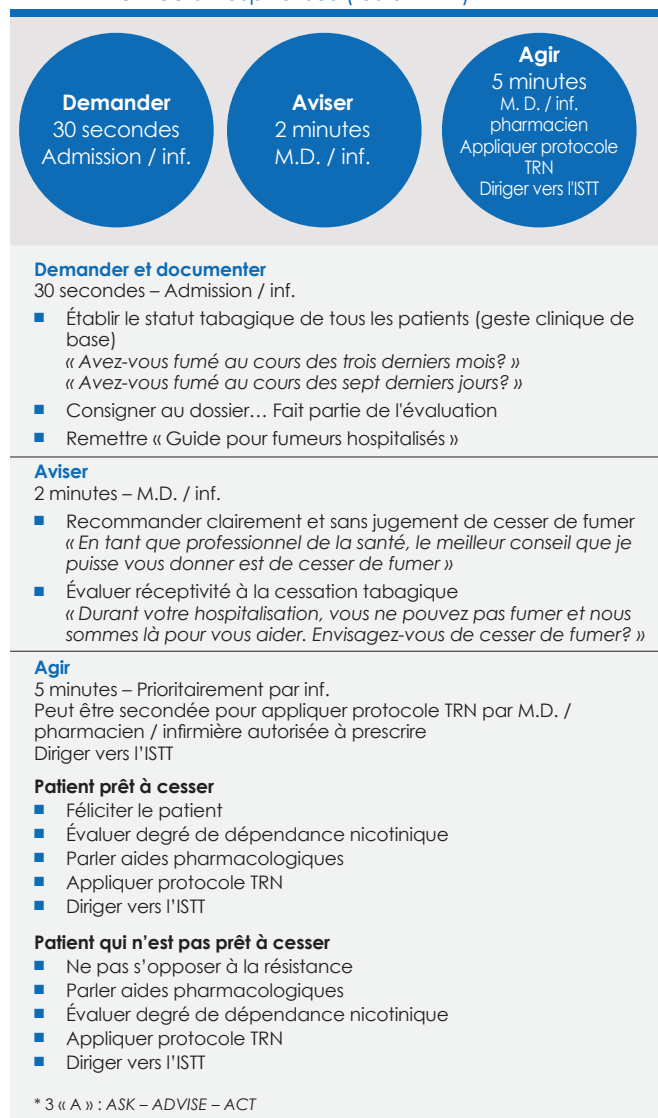 Demander
30 secondes
Admission / inf.
Aviser
2 minutes
M.D. / inf.
Agir
5 minutes
M. D. / inf.
pharmacien
Appliquer protocole
TRN
Diriger vers l'ISTT
Demander et documenter
30 secondes – Admission / inf.
■ Établir le statut tabagique de tous les patients (geste clinique de
base)
« Avez-vous fumé au cours des trois derniers mois? »
« Avez-vous fumé au cours des sept derniers jours? »
■ Consigner au dossier… Fait partie de l'évaluation
■ Remettre « Guide pour fumeurs hospitalisés »
Aviser
2 minutes – M.D. / inf.
■ Recommander clairement et sans jugement de cesser de fumer
« En tant que professionnel de la santé, le meilleur conseil que je
puisse vous donner est de cesser de fumer »
■ Évaluer réceptivité à la cessation tabagique
« Durant votre hospitalisation, vous ne pouvez pas fumer et nous
sommes là pour vous aider. Envisagez-vous de cesser de fumer? »
Agir
5 minutes – Prioritairement par inf.
Peut être secondée pour appliquer protocole TRN par M.D. /
pharmacien / infirmière autorisée à prescrire
Diriger vers l'ISTT
Patient prêt à cesser
■ Féliciter le patient
■ Évaluer degré de dépendance nicotinique
■ Parler aides pharmacologiques
■ Appliquer protocole TRN
■ Diriger vers l'ISTT
Patient qui n'est pas prêt à cesser
■ Ne pas s'opposer à la résistance
■ Parler aides pharmacologiques
■ Évaluer degré de dépendance nicotinique
■ Appliquer protocole TRN
■ Diriger vers l'ISTT
* 3 « A » : ASK – ADVISE – ACT